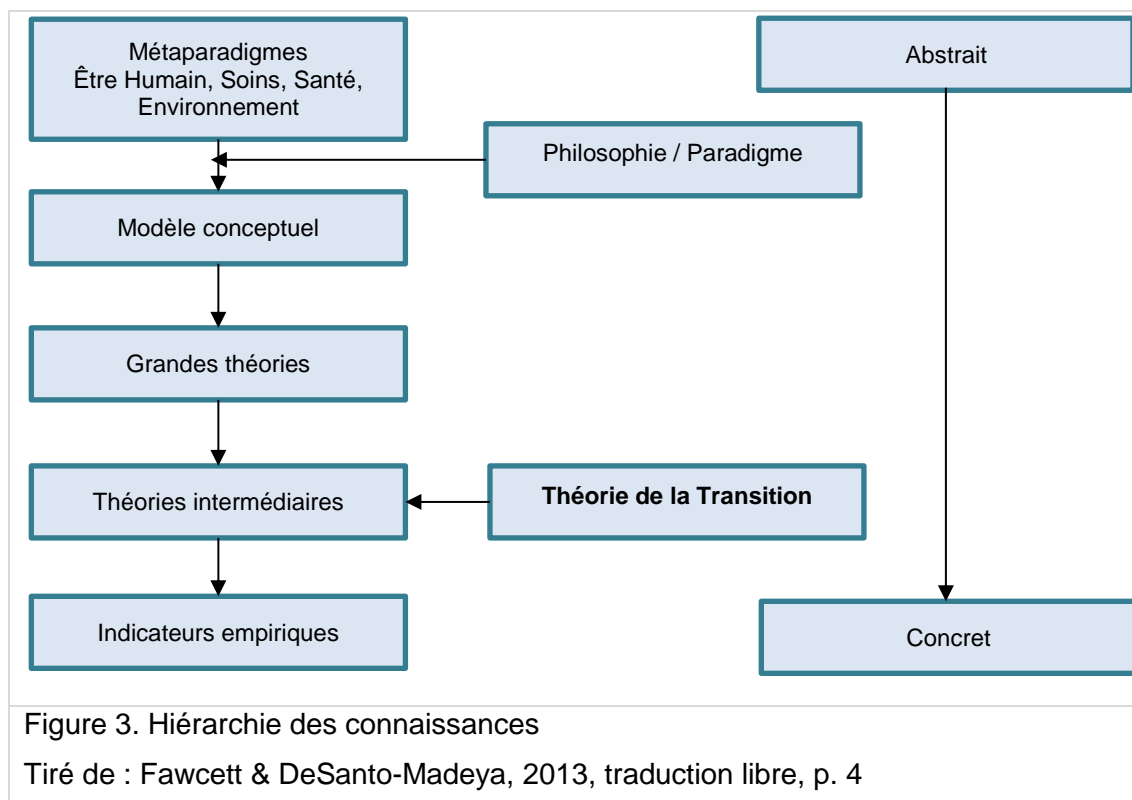 Métaparadigmes
Être Humain, Soins, Santé,
Environnement
Abstrait
Philosophie / Paradigme
Modèle conceptuel
Grandes théories
Théories intermédiaires
Théorie de la Transition
Indicateurs empiriques
Concret
Figure 3. Hiérarchie des connaissances
Tiré de : Fawcett & DeSanto-Madeya, 2013, traduction libre, p. 4